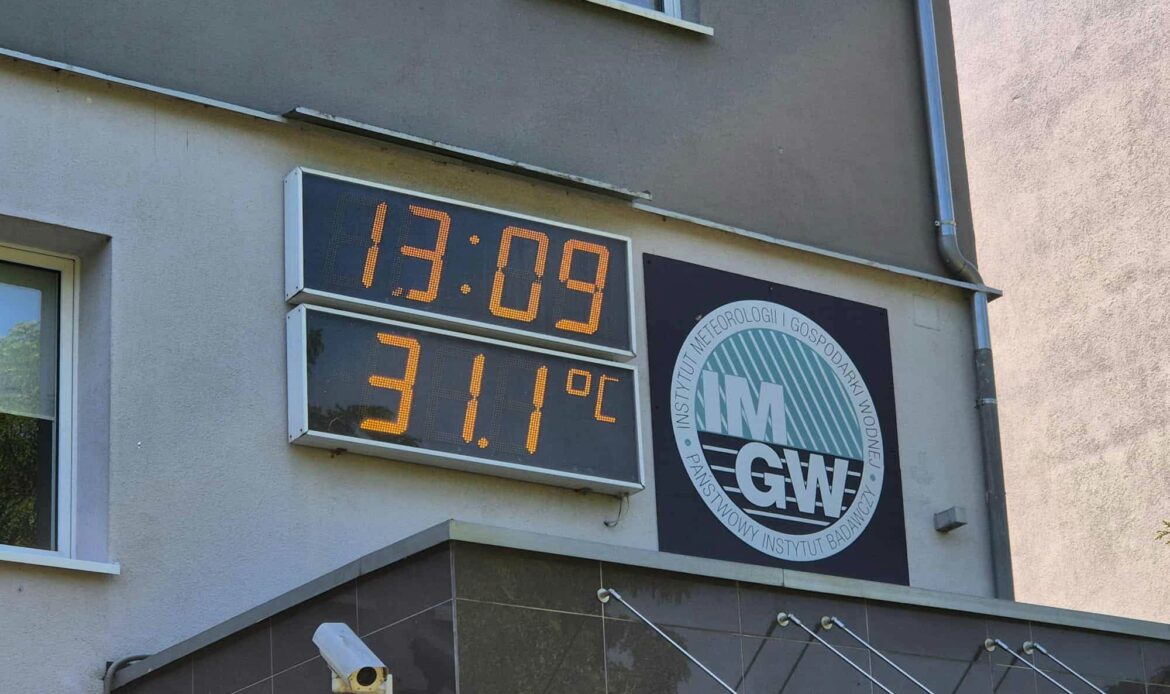 13:09
31.1°C
INSTYTUT METEOROLOGII I GOSPODARKI WODNEJ
IM
GW
• PAŃSTWOWY INSTYTUT BADAWCZY •